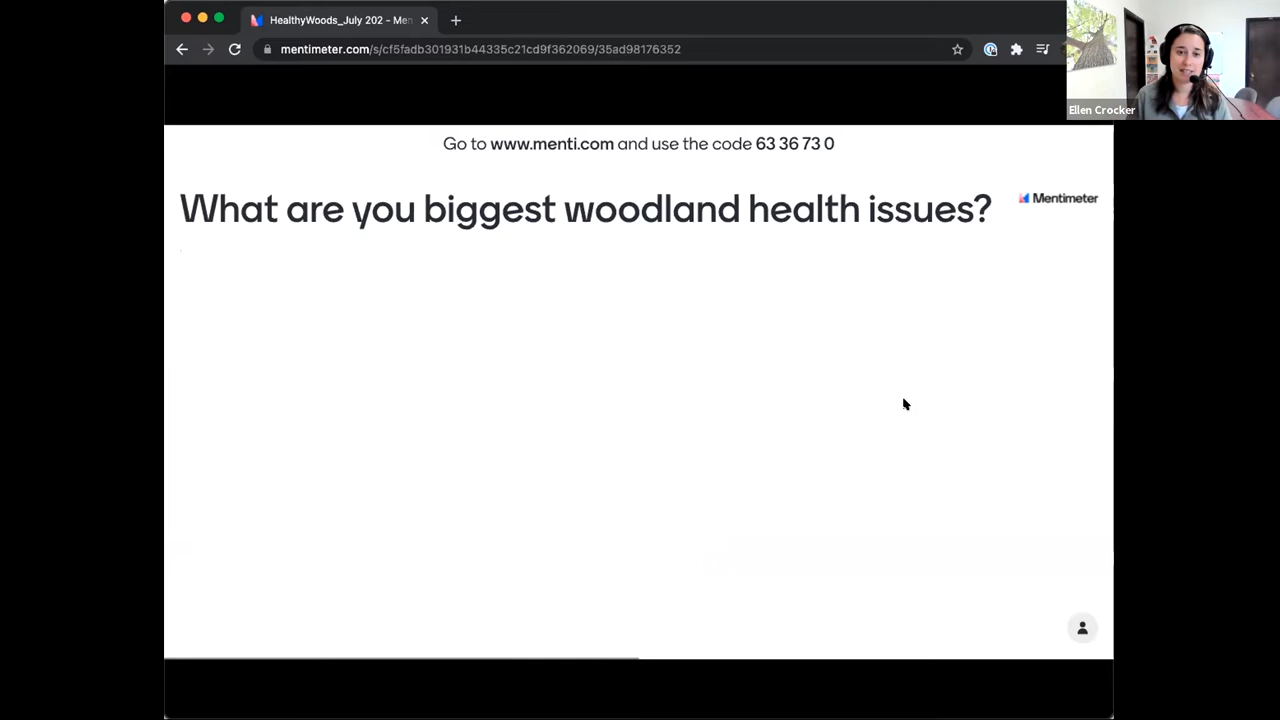 HealthyWoods_July 202 - Men
mentimeter.com/s/cf5fadb301931b44335c21cd9f362069/35ad98176352
Ellen Crocker
Go to www.menti.com and use the code 63 36 73 0
What are you biggest woodland health issues?
Mentimeter